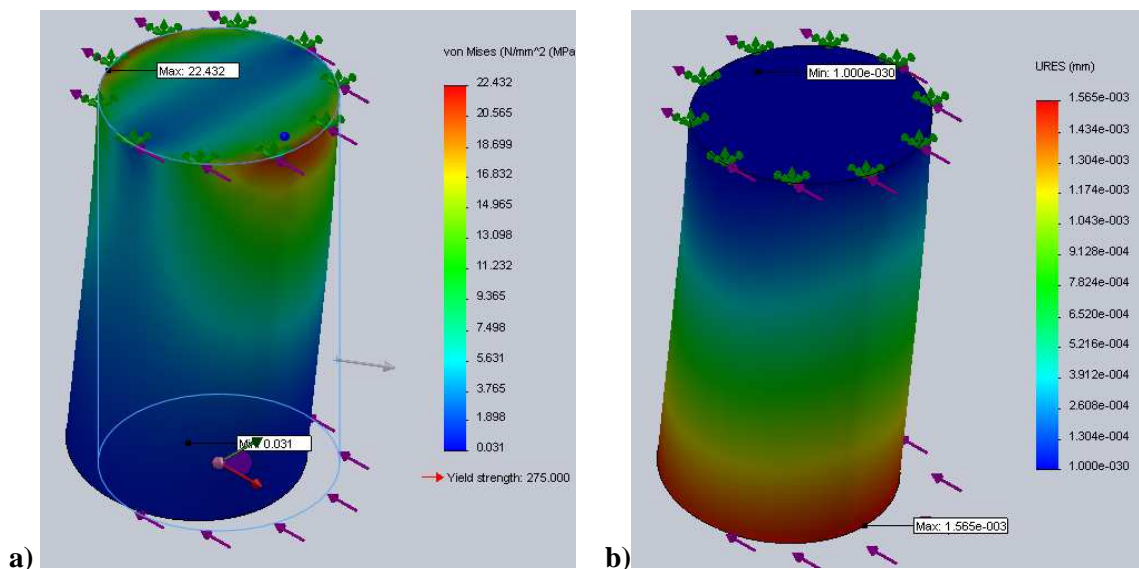 von Mises (N/mm^2 (MPa
Max: 22.432
22.432
20.565
18.699
16.832
14.965
13.098
11.232
9.365
7.498
5.631
3.765
1.898
0.031
Min: 0.031
Yield strength: 275.000
a)
URES (mm)
Min: 1.000e-030
1.565e-003
1.434e-003
1.304e-003
1.174e-003
1.043e-003
9.128e-004
7.824e-004
6.520e-004
5.216e-004
3.912e-004
2.608e-004
1.304e-004
1.000e-030
Max: 1.565e-003
b)